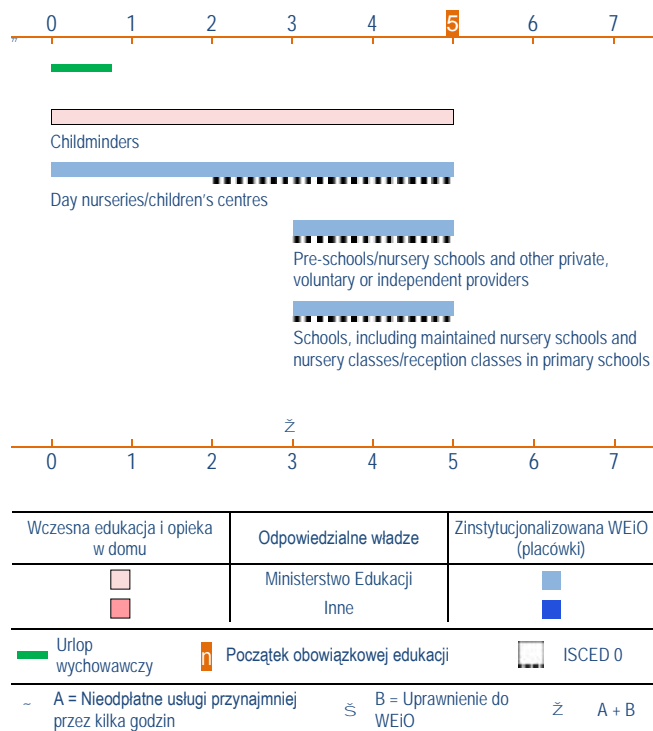 0 1 2 3 4 5 6 7
Childminders
Day nurseries/children's centres
Pre-schools/nursery schools and other private,
voluntary or independent providers
Schools, including maintained nursery schools and
nursery classes/reception classes in primary schools
Ž
0 1 2 3 4 5 6 7
Wczesna edukacja i opieka
w domu
Odpowiedzialne władze
Zinstytucjonalizowana WEiO
(placówki)
Ministerstwo Edukacji
Inne
Urlop
wychowawczy
n Początek obowiązkowej edukacji
ISCED 0
~ A = Nieodpłatne usługi przynajmniej
przez kilka godzin
Š B = Uprawnienie do
WEiO
Ž A + B